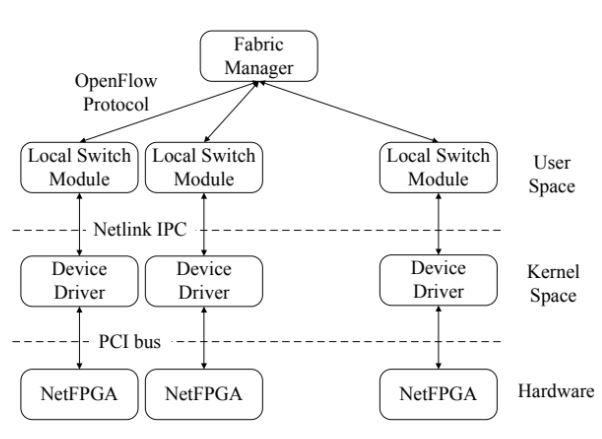 Fabric
Manager
OpenFlow
Protocol
Local Switch
Module
Local Switch
Module
Local Switch
Module
User
Space
Netlink IPC
Device
Driver
Device
Driver
Device
Driver
Kernel
Space
PCI bus
NetFPGA
NetFPGA
NetFPGA
Hardware